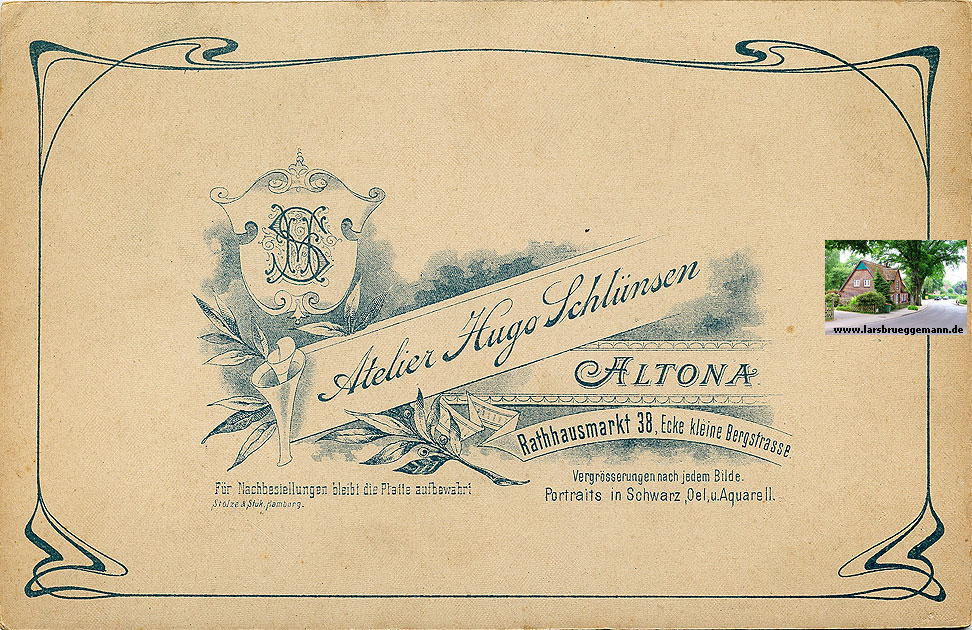 Atelier Hugo Schlünsen
ALTONA
Rathhausmarkt 38, Ecke kleine Bergstrasse
Vergrösserungen nach jedem Bilde.
Portraits in Schwarz, Oel, u. Aquarell.
Für Nachbestellungen bleibt die Platte aufbewahrt
Stolze & Stük, Hamburg.
www.larsbrueggemann.de